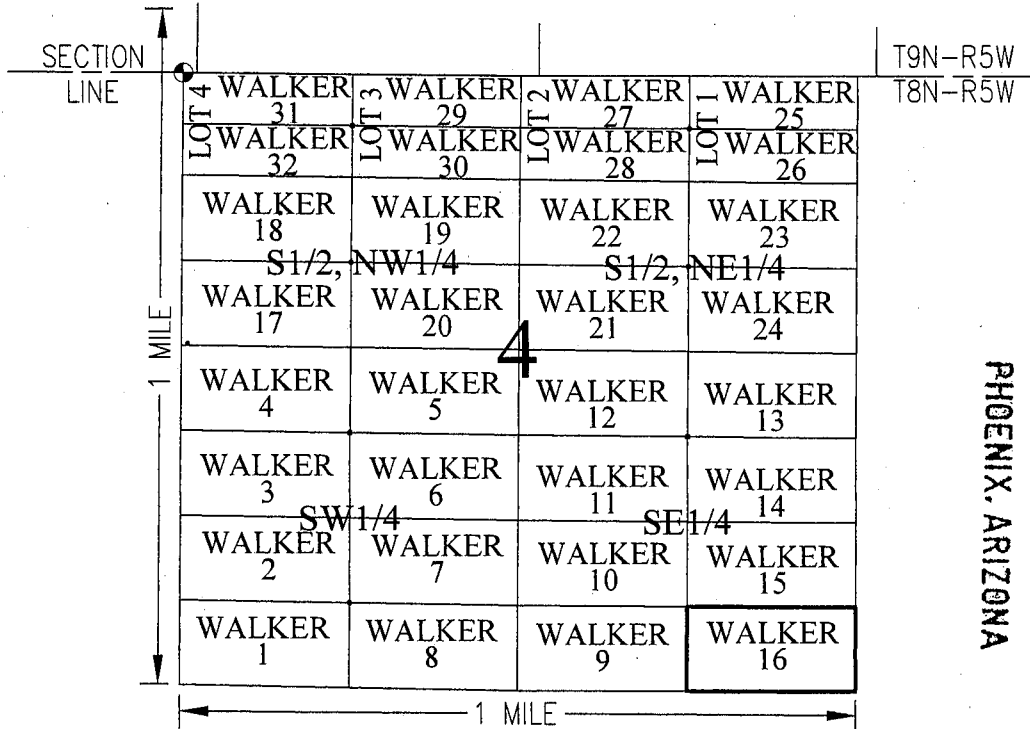 SECTION
LINE
T9N-R5W
T8N-R5W
LOT 4
WALKER
31
LOT 3
WALKER
29
LOT 2
WALKER
27
LOT 1
WALKER
25
WALKER
32
WALKER
30
WALKER
28
WALKER
26
WALKER
18
WALKER
19
WALKER
22
WALKER
23
S1/2, NW1/4
S1/2, NE1/4
WALKER
17
WALKER
20
WALKER
21
WALKER
24
4
1 MILE
WALKER
4
WALKER
5
WALKER
12
WALKER
13
WALKER
3
WALKER
6
WALKER
11
WALKER
14
SW1/4
SE1/4
WALKER
2
WALKER
7
WALKER
10
WALKER
15
WALKER
1
WALKER
8
WALKER
9
WALKER
16
1 MILE
PHOENIX, ARIZONA